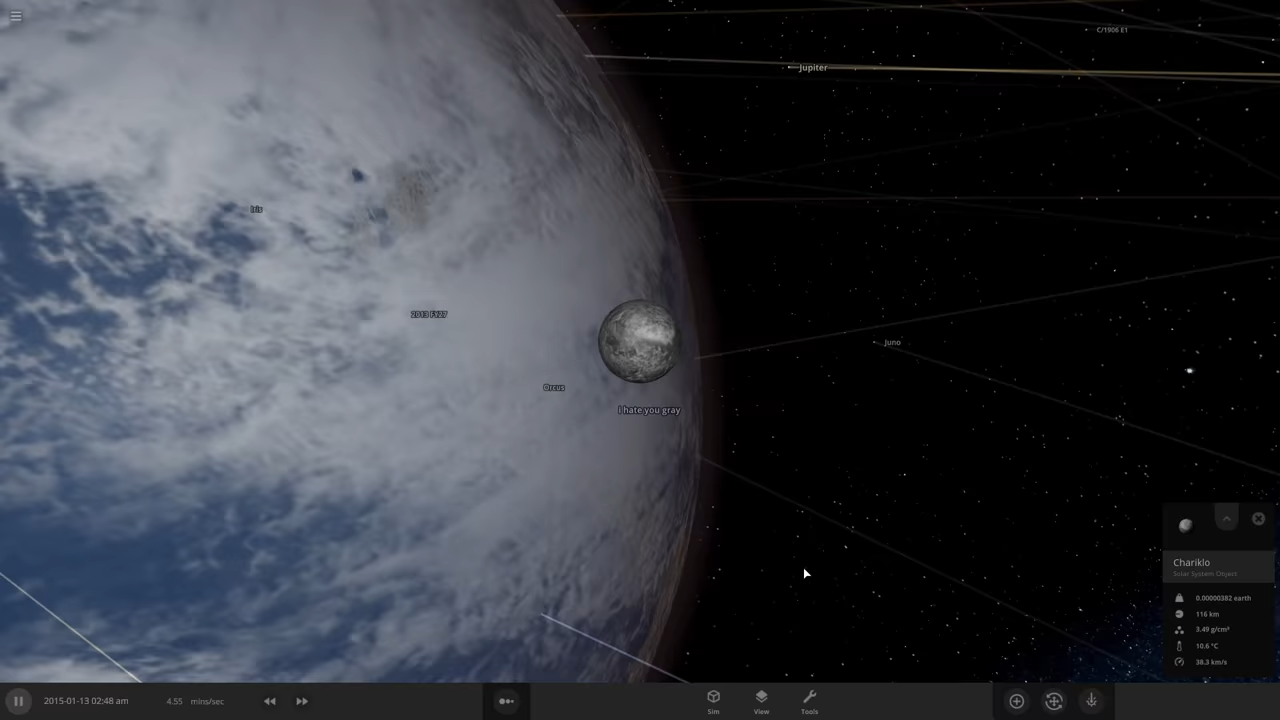 C/1906 E1
Jupiter
Iris
2013 FY27
Juno
Orcus
I hate you gray
Chariklo
Solar System Object
0.00000382 earth
116 km
3.49 g/cm³
10.6 °C
38.3 km/s
2015-01-13 02:48 am
4.55 mins/sec
Sim
View
Tools